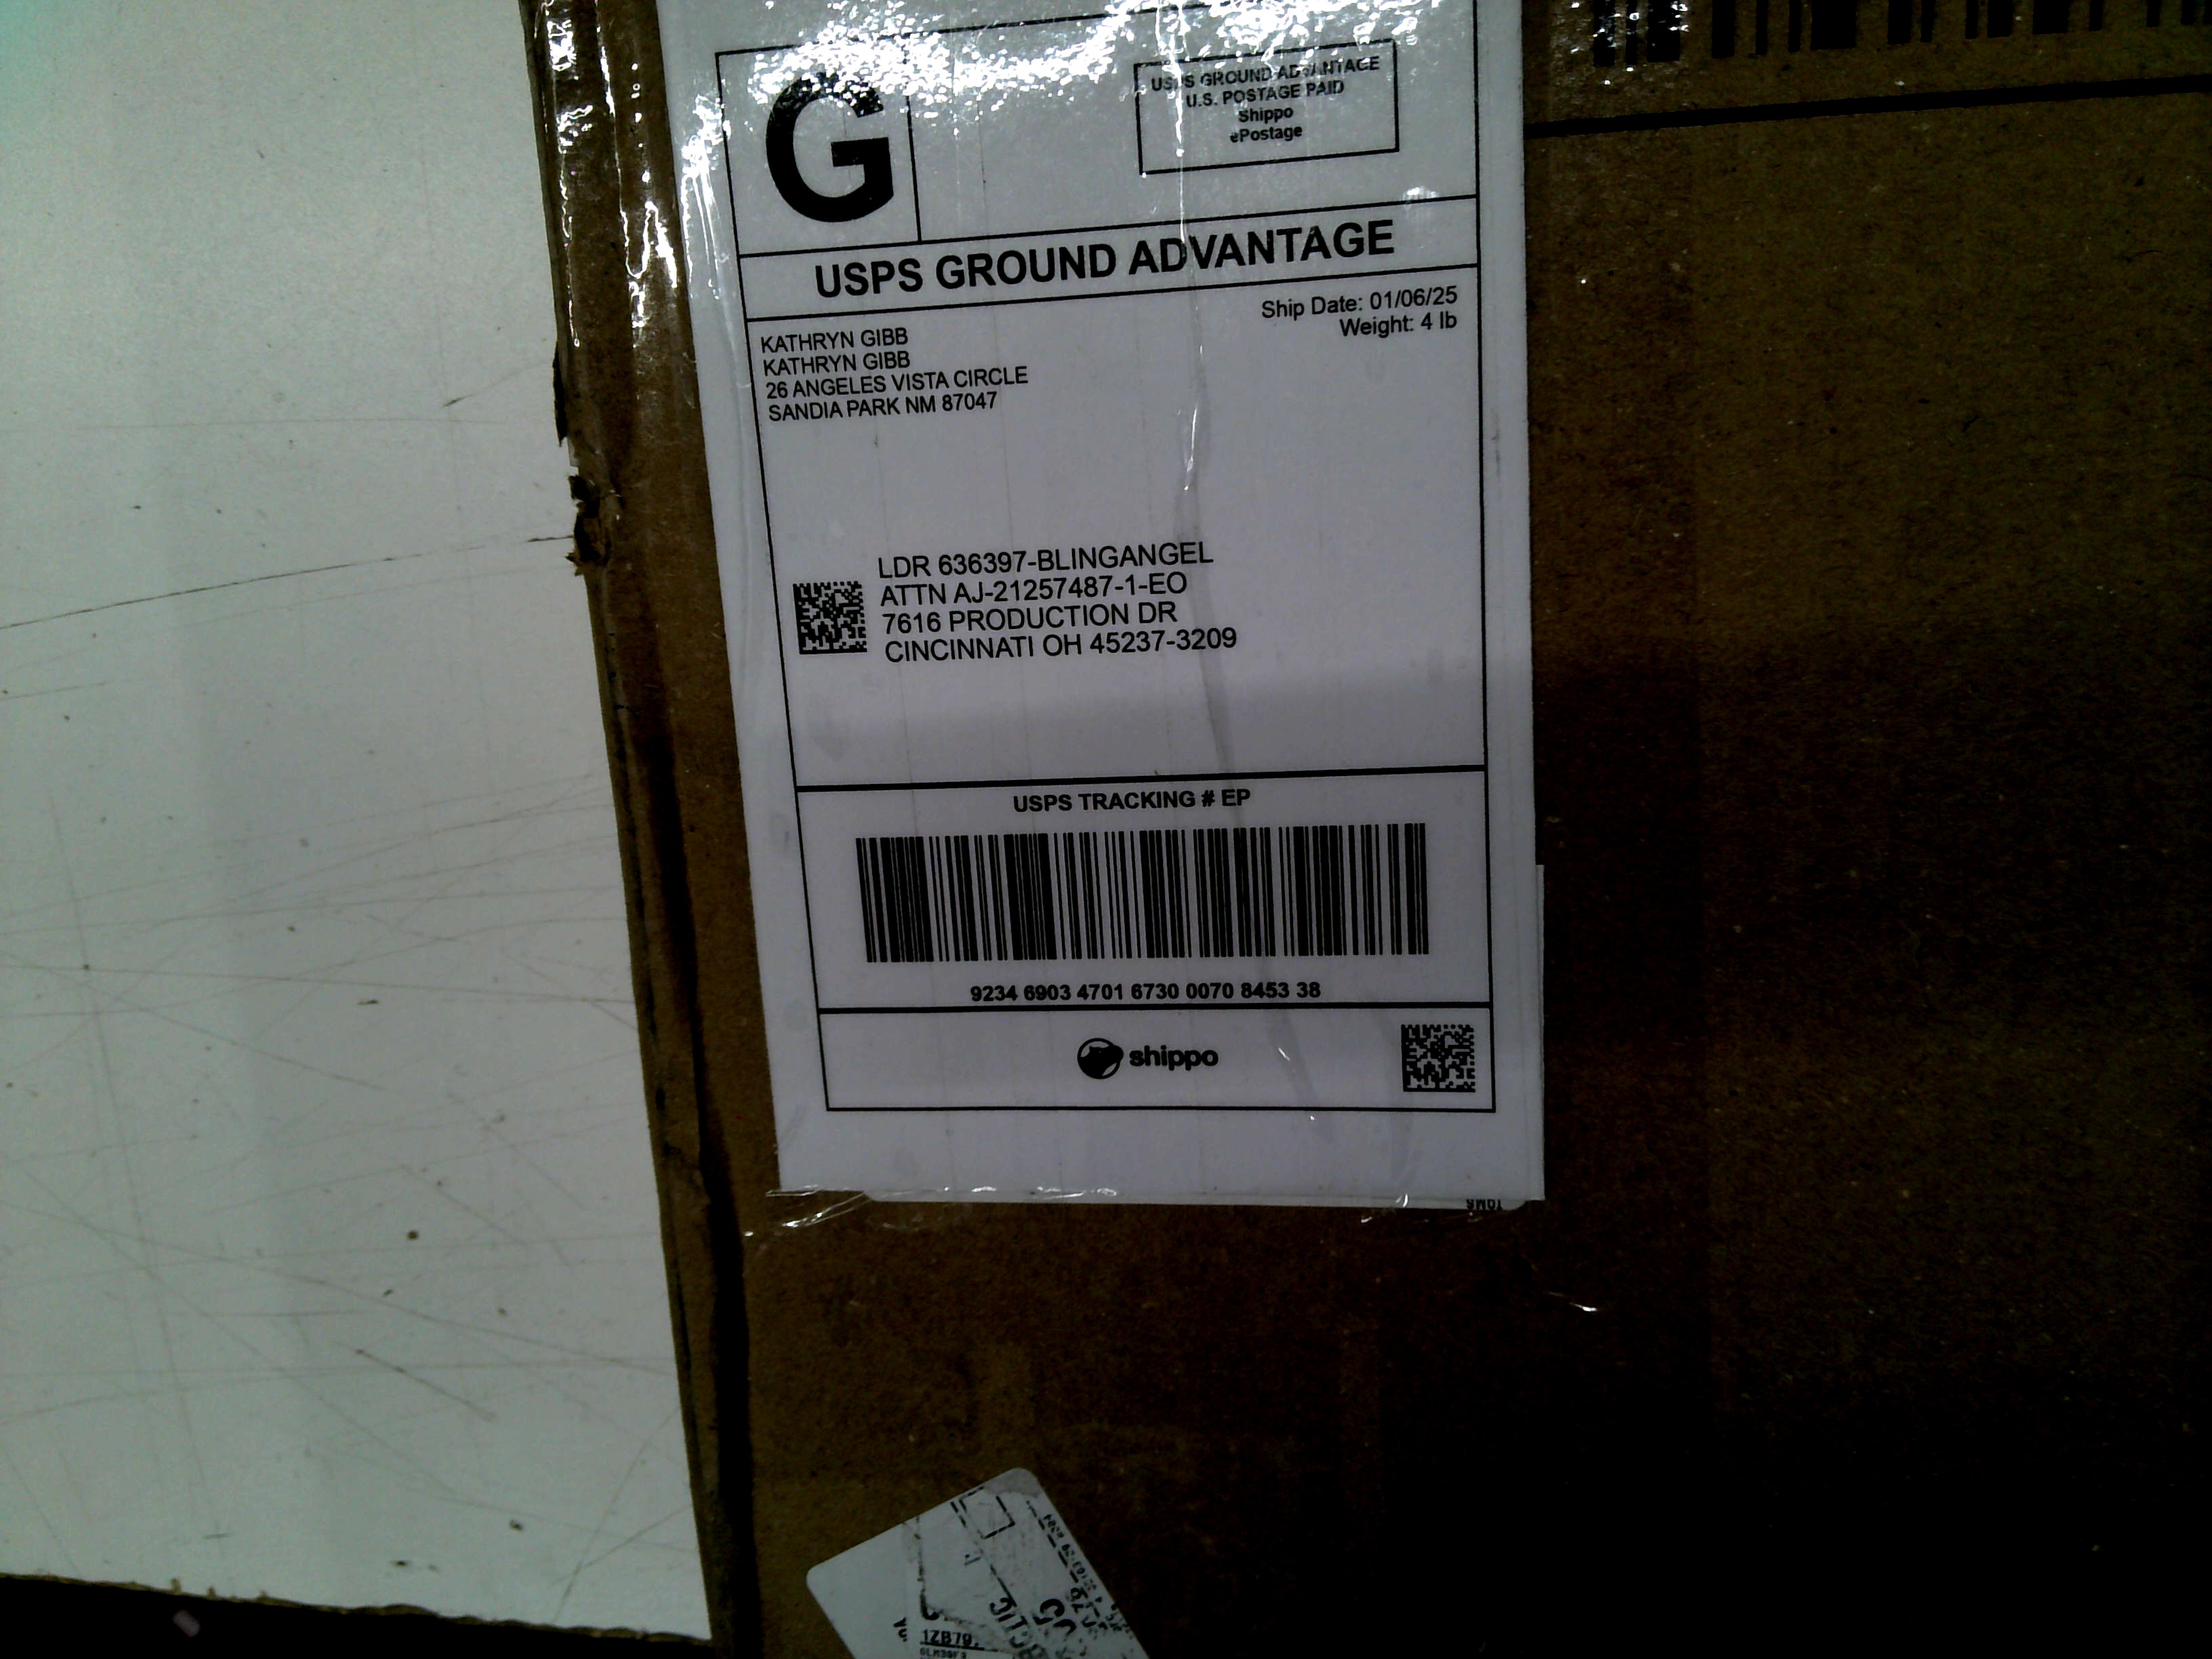 G
USPS GROUND ADVANTAGE
U.S. POSTAGE PAID
Shippo
ePostage
USPS GROUND ADVANTAGE
Ship Date: 01/06/25
Weight: 4 lb
KATHRYN GIBB
KATHRYN GIBB
26 ANGELES VISTA CIRCLE
SANDIA PARK NM 87047
LDR 636397-BLINGANGEL
ATTN AJ-21257487-1-EO
7616 PRODUCTION DR
CINCINNATI OH 45237-3209
USPS TRACKING # EP
9234 6903 4701 6730 0070 8453 38
shippo